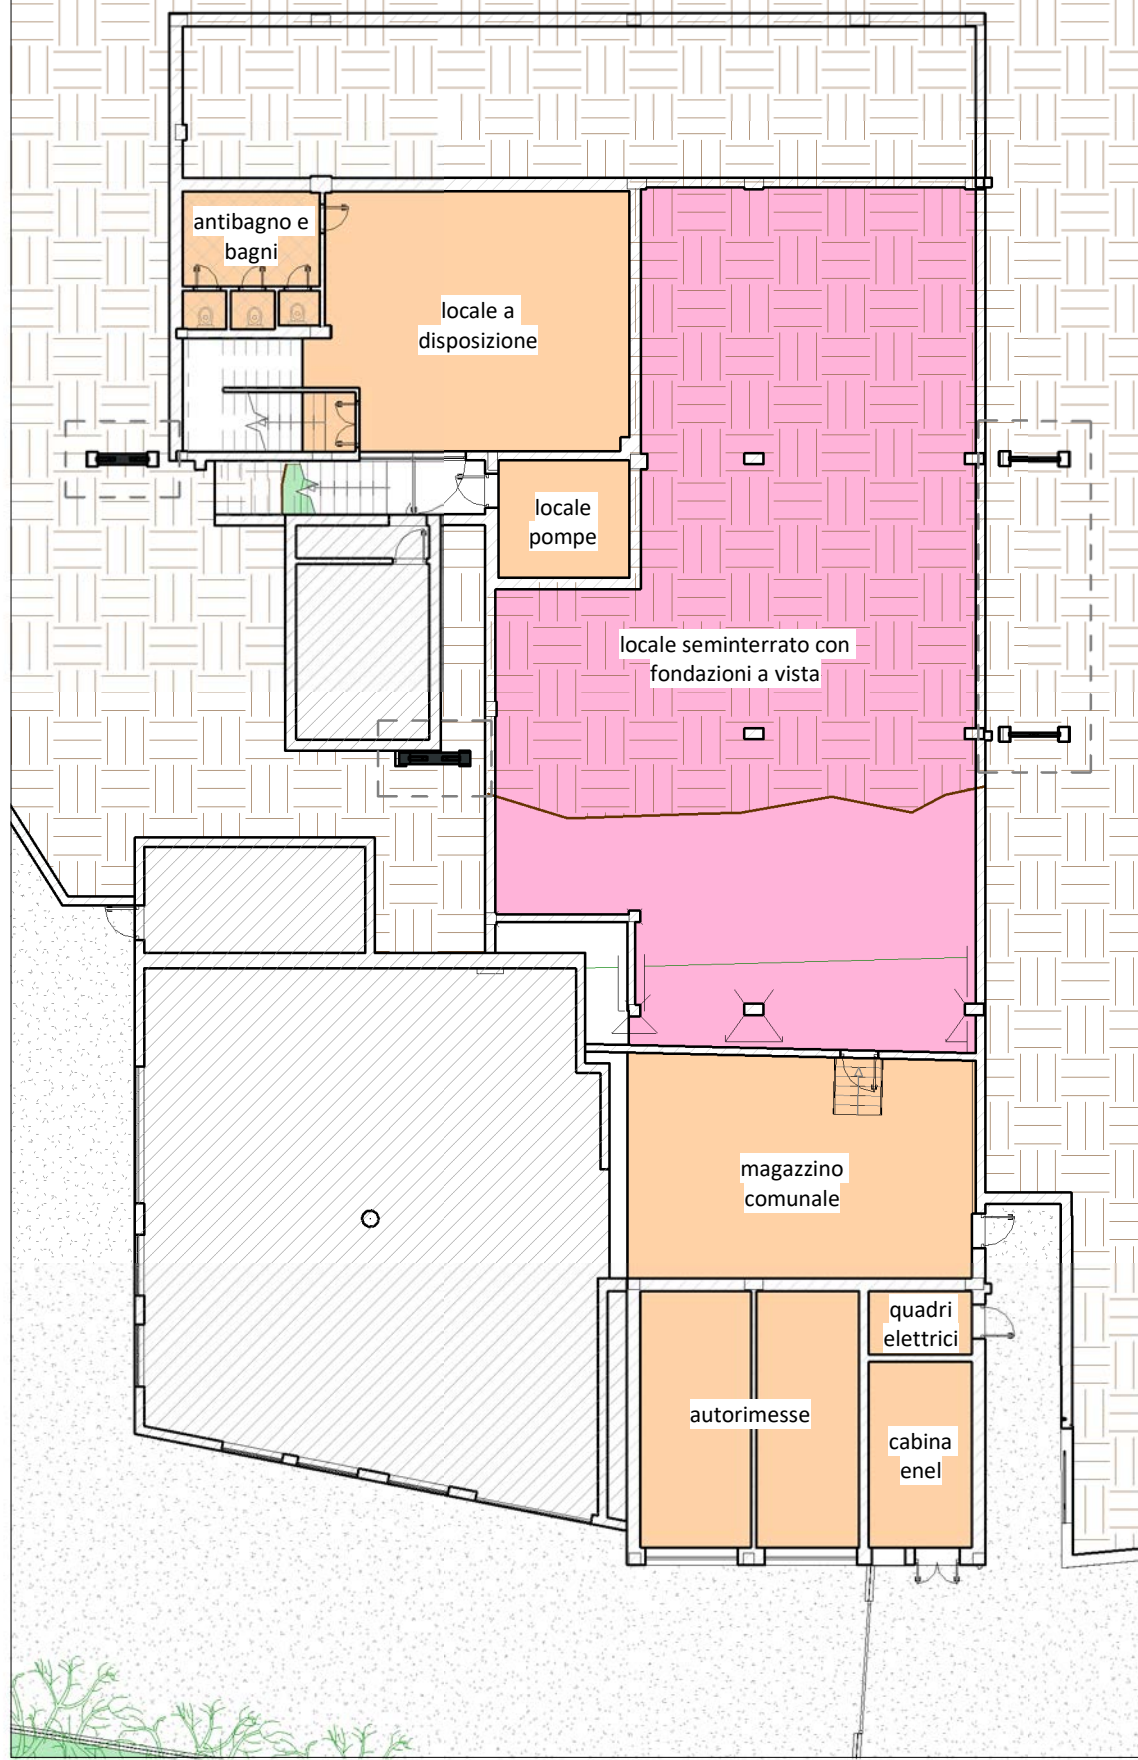 antibagno e
bagni
locale a
disposizione
locale
pompe
locale seminterrato con
fondazioni a vista
magazzino
comunale
quadri
elettrici
autorimesse
cabina
enel